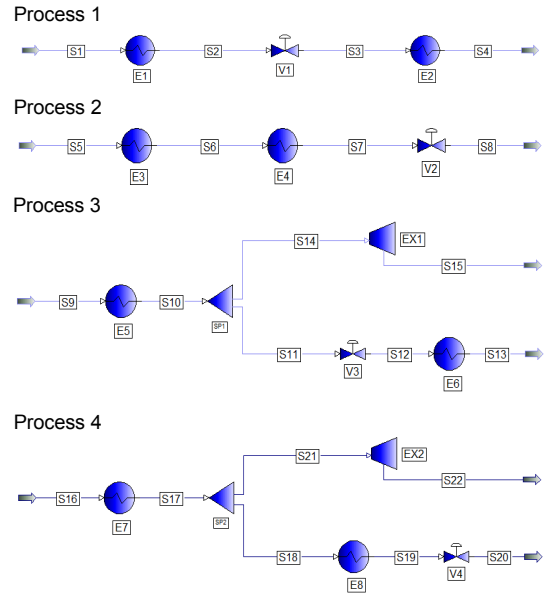 Process 1
S1 S2 S3 S4
E1 V1 E2
Process 2
S5 S6 S7 S8
E3 E4 V2
Process 3
S14 EX1
S15
S9 S10
E5 SP1
S11 S12 S13
V3 E6
Process 4
S21 EX2
S22
S16 S17
E7 SP2
S18 S19 S20
E8 V4